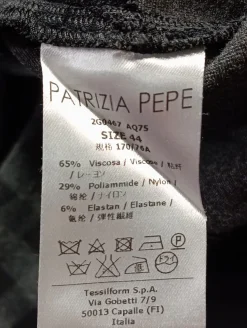 PATRIZIA PEPE
2G0467 AQ75
SIZE 44
规格 170/76A
65% Viscosa / Viscose /
/ レーヨン
29% Poliammide / Nylon /
锦纶 / ナイロン
6% Elastan / Elastane /
氨纶 / 弾性繊維
Tessilform S.p.A.
Via Gobetti 7/9
50013 Capalle (FI)
Italia